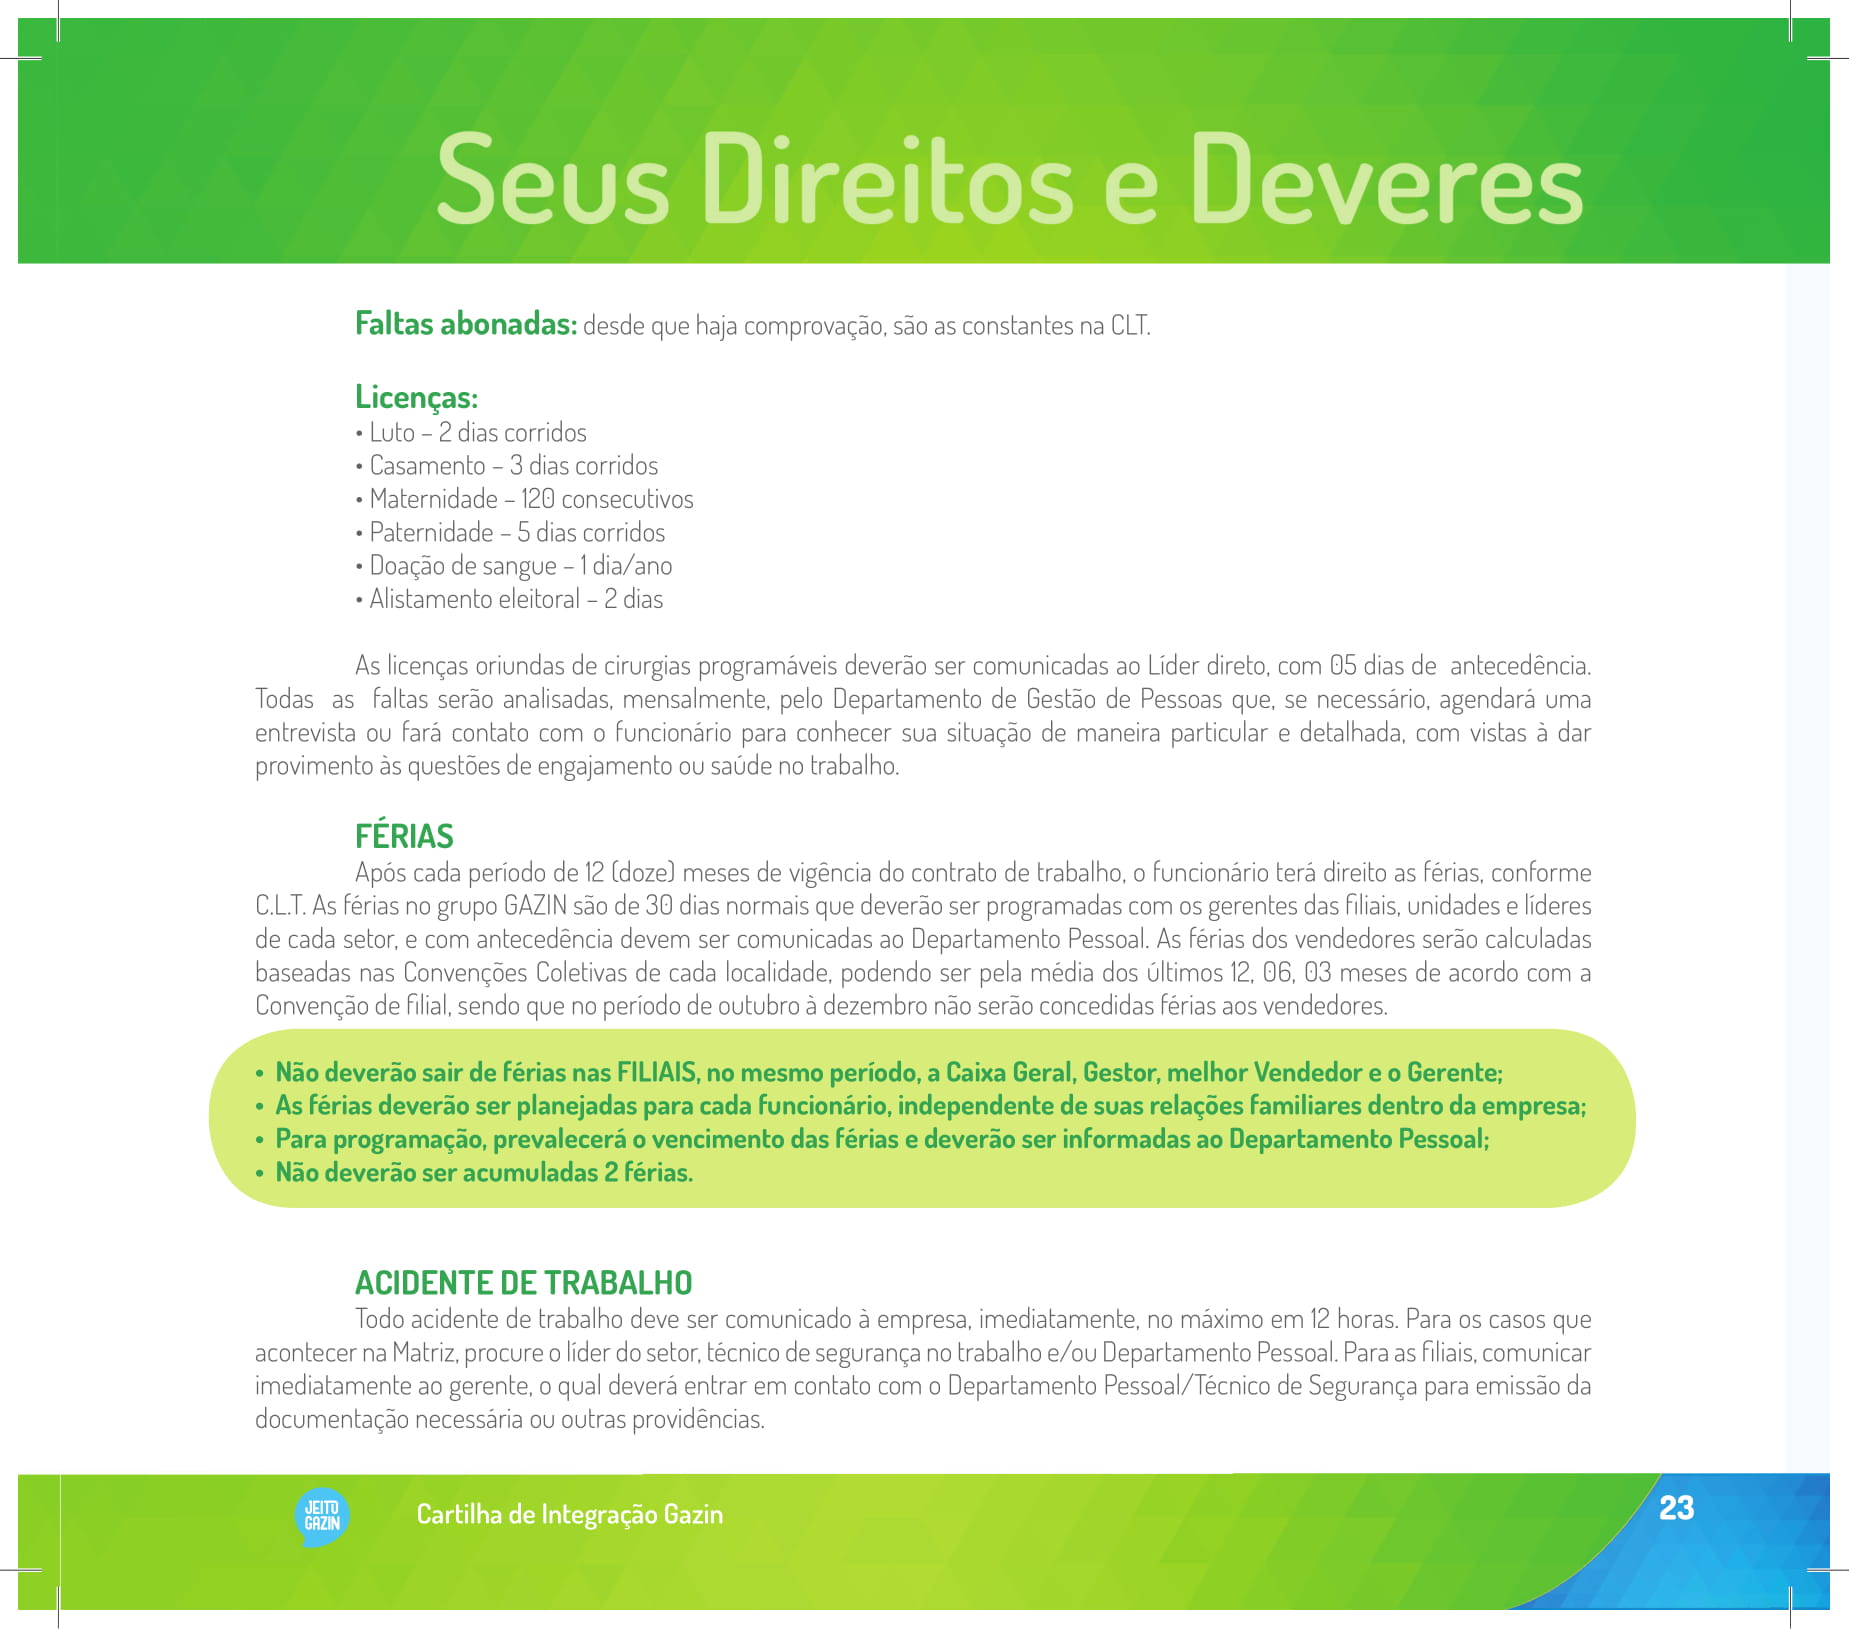 Seus Direitos e Deveres
Faltas abonadas: desde que haja comprovação, são as constantes na CLT.
Licenças:
• Luto – 2 dias corridos
• Casamento – 3 dias corridos
• Maternidade – 120 consecutivos
• Paternidade – 5 dias corridos
• Doação de sangue – 1 dia/ano
• Alistamento eleitoral – 2 dias
As licenças oriundas de cirurgias programáveis deverão ser comunicadas ao Líder direto, com 05 dias de antecedência.
Todas as faltas serão analisadas, mensalmente, pelo Departamento de Gestão de Pessoas que, se necessário, agendará uma
entrevista ou fará contato com o funcionário para conhecer sua situação de maneira particular e detalhada, com vistas à dar
provimento às questões de engajamento ou saúde no trabalho.
FÉRIAS
Após cada período de 12 (doze) meses de vigência do contrato de trabalho, o funcionário terá direito as férias, conforme
C.L.T. As férias no grupo GAZIN são de 30 dias normais que deverão ser programadas com os gerentes das filiais, unidades e líderes
de cada setor, e com antecedência devem ser comunicadas ao Departamento Pessoal. As férias dos vendedores serão calculadas
baseadas nas Convenções Coletivas de cada localidade, podendo ser pela média dos últimos 12, 06, 03 meses de acordo com a
Convenção de filial, sendo que no período de outubro à dezembro não serão concedidas férias aos vendedores.
• Não deverão sair de férias nas FILIAIS, no mesmo período, a Caixa Geral, Gestor, melhor Vendedor e o Gerente;
• As férias deverão ser planejadas para cada funcionário, independente de suas relações familiares dentro da empresa;
• Para programação, prevalecerá o vencimento das férias e deverão ser informadas ao Departamento Pessoal;
• Não deverão ser acumuladas 2 férias.
ACIDENTE DE TRABALHO
Todo acidente de trabalho deve ser comunicado à empresa, imediatamente, no máximo em 12 horas. Para os casos que
acontecer na Matriz, procure o líder do setor, técnico de segurança no trabalho e/ou Departamento Pessoal. Para as filiais, comunicar
imediatamente ao gerente, o qual deverá entrar em contato com o Departamento Pessoal/Técnico de Segurança para emissão da
documentação necessária ou outras providências.
JEITO
GAZIN
Cartilha de Integração Gazin
23